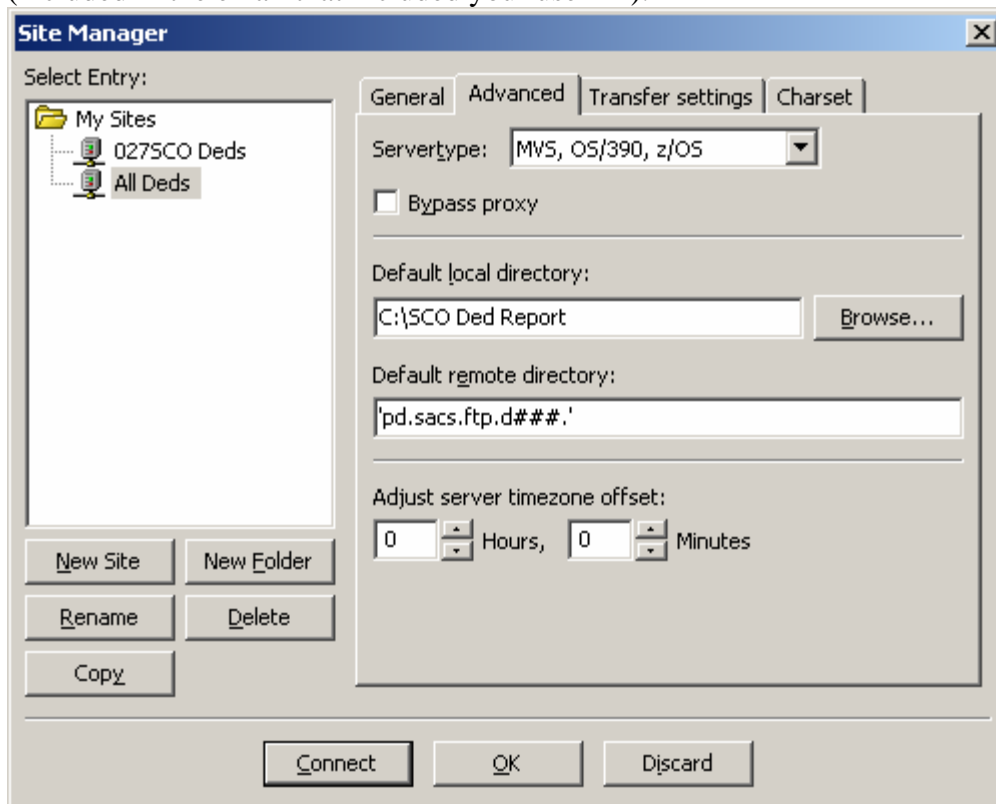 Site Manager
Select Entry:
My Sites
027SCO Deds
All Deds
New Site
New Folder
Rename
Delete
Copy
General
Advanced
Transfer settings
Charset
Servertype:
MVS, OS/390, z/OS
Bypass proxy
Default local directory:
C:\SCO Ded Report
Browse...
Default remote directory:
'pd.sacs.ftp.d###.'
Adjust server timezone offset:
0 Hours, 0 Minutes
Connect
OK
Discard